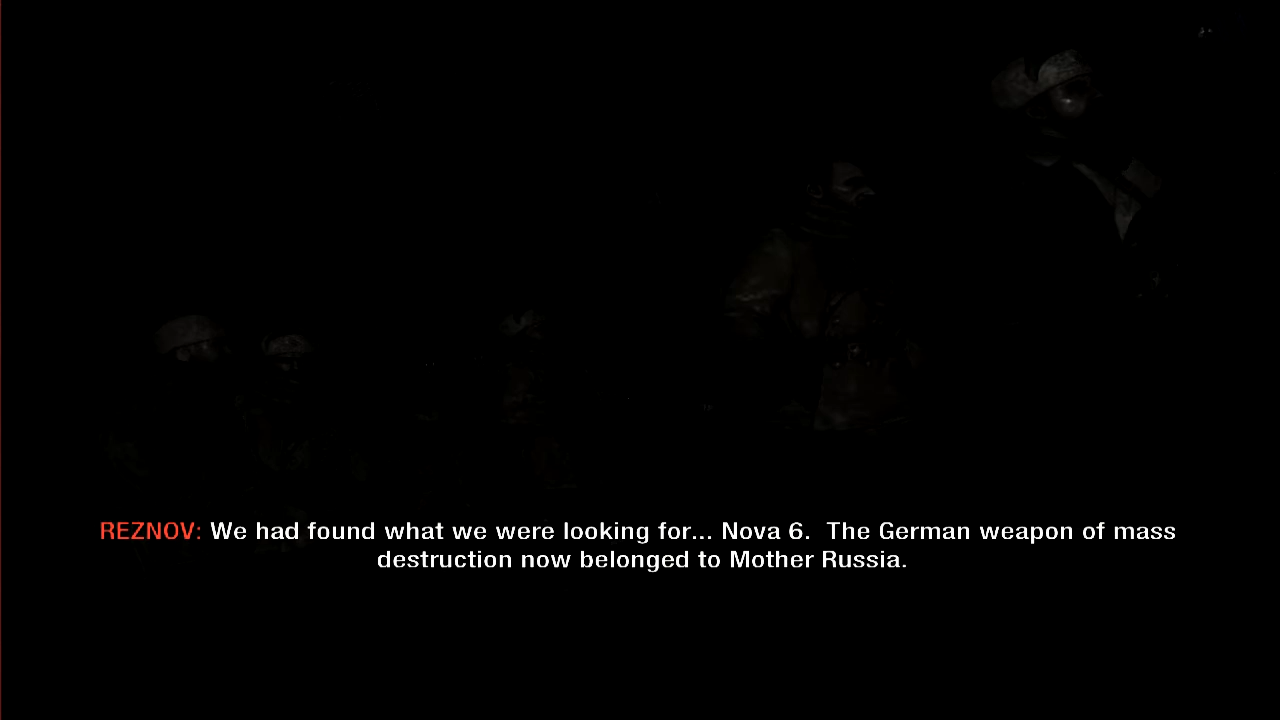 REZNOV: We had found what we were looking for... Nova 6.  The German weapon of mass
destruction now belonged to Mother Russia.